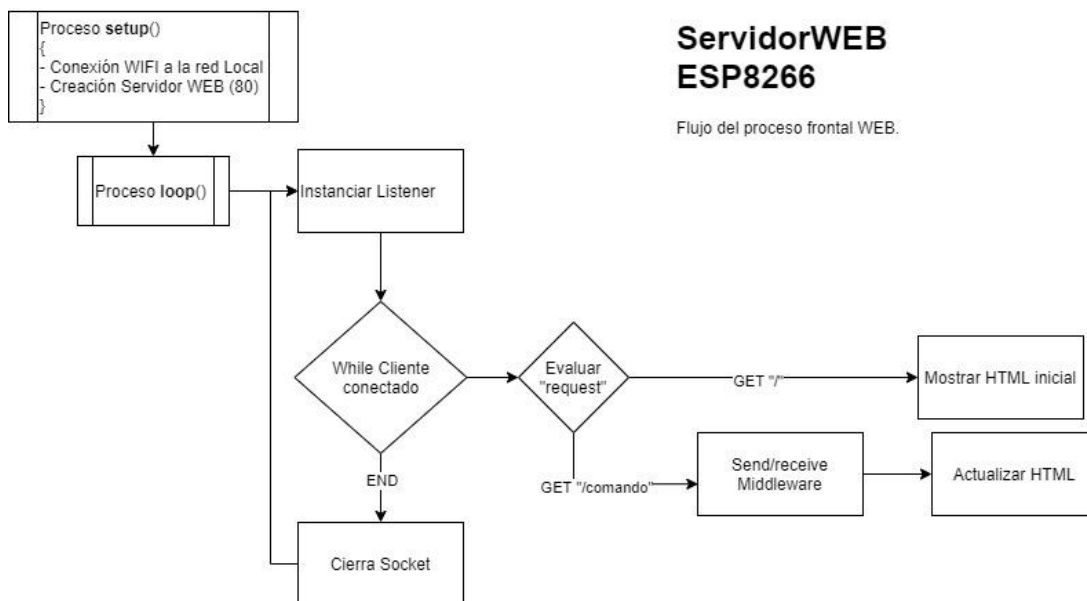 Proceso setup()
{
- Conexión WIFI a la red Local
- Creación Servidor WEB (80)
}
ServidorWEB
ESP8266
Flujo del proceso frontal WEB.
Proceso loop()
Instanciar Listener
While Cliente
conectado
Evaluar
"request"
GET "/"
Mostrar HTML inicial
END
GET "/comando"
Send/receive
Middleware
Actualizar HTML
Cierra Socket